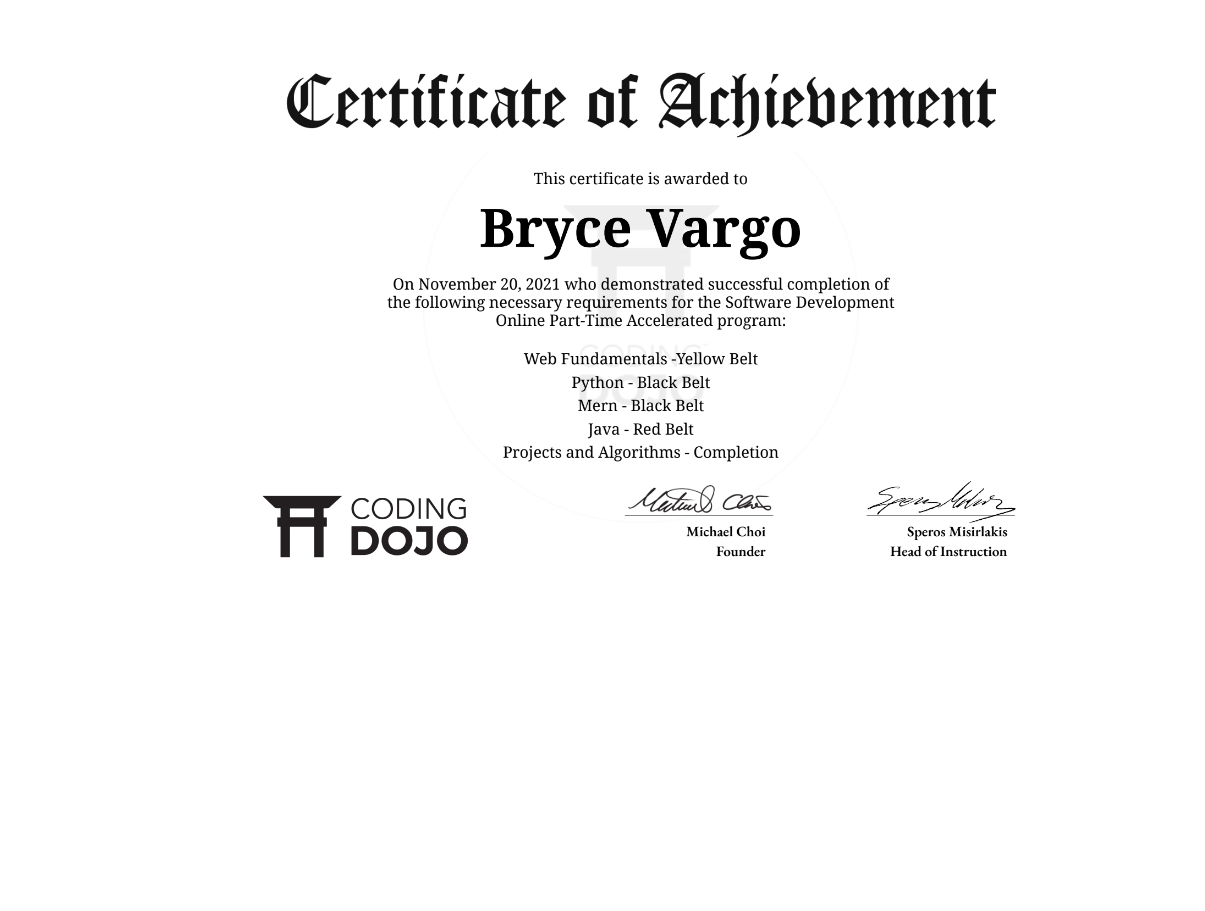 Certificate of Achievement
This certificate is awarded to
Bryce Vargo
On November 20, 2021 who demonstrated successful completion of
the following necessary requirements for the Software Development
Online Part-Time Accelerated program:
Web Fundamentals -Yellow Belt
Python - Black Belt
Mern - Black Belt
Java - Red Belt
Projects and Algorithms - Completion
CODING
DOJO
CODING
DOJO
Michael Choi
Founder
Speros Misirlakis
Head of Instruction